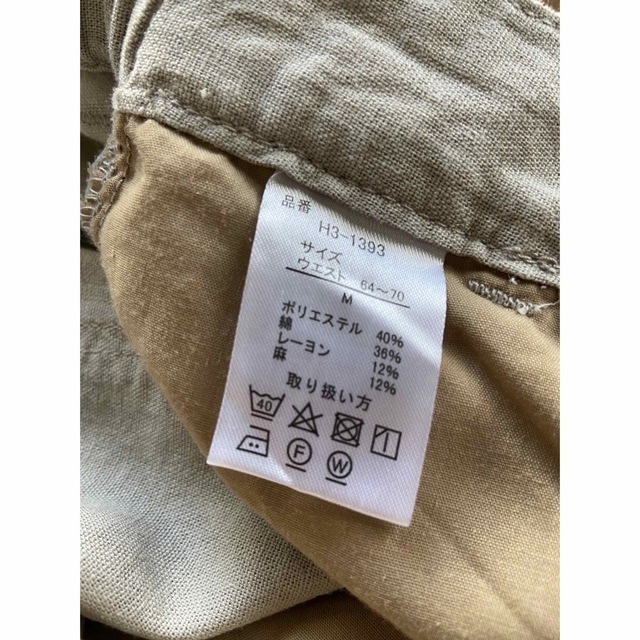 品番
H3-1393
サイズ
ウエスト 64〜70
M
ポリエステル 40%
綿 36%
レーヨン 12%
麻 12%
取り扱い方
40
F W